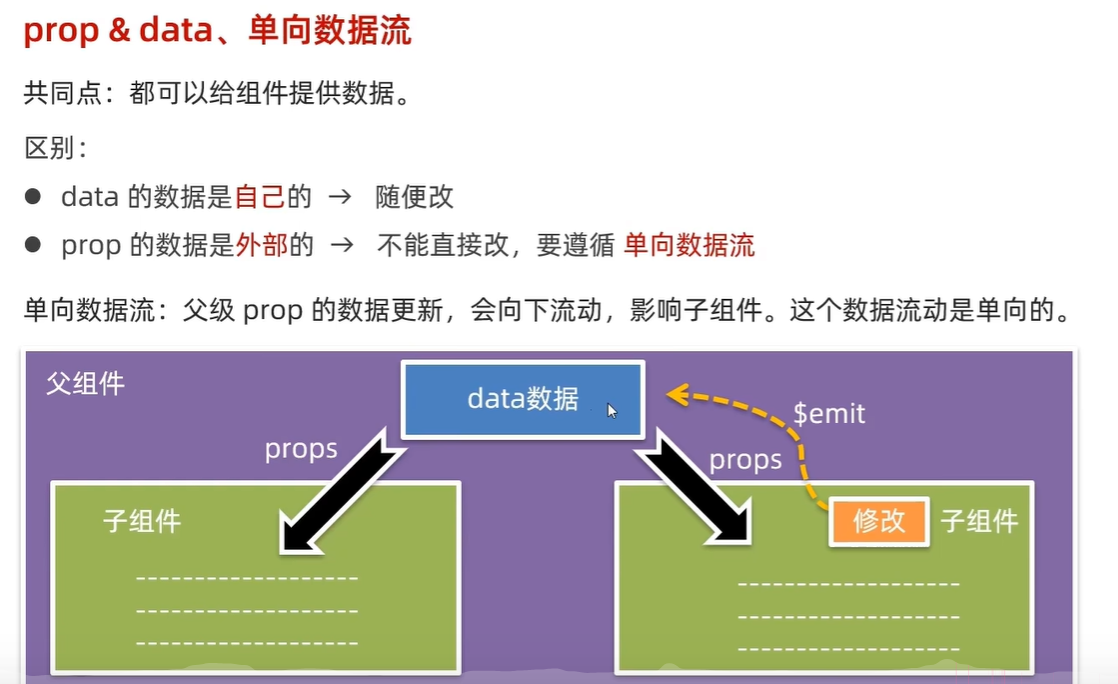 prop & data、单向数据流
共同点：都可以给组件提供数据。
区别：
● data 的数据是自己的 → 随便改
● prop 的数据是外部的 → 不能直接改，要遵循 单向数据流
单向数据流：父级 prop 的数据更新，会向下流动，影响子组件。这个数据流动是单向的。
父组件
data数据
$emit
props
props
子组件
修改
子组件